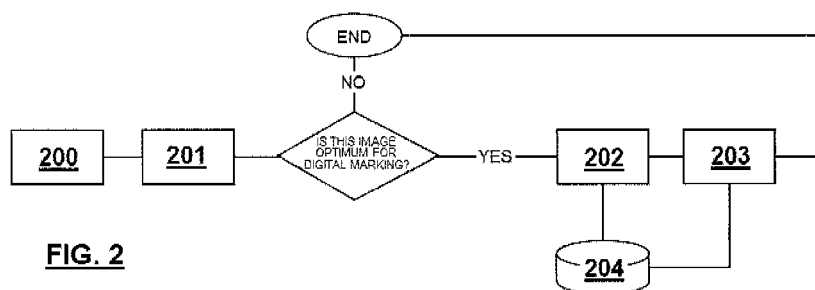 END
NO
IS THIS IMAGE
OPTIMUM FOR
DIGITAL MARKING?
200
201
YES
202
203
204
FIG. 2